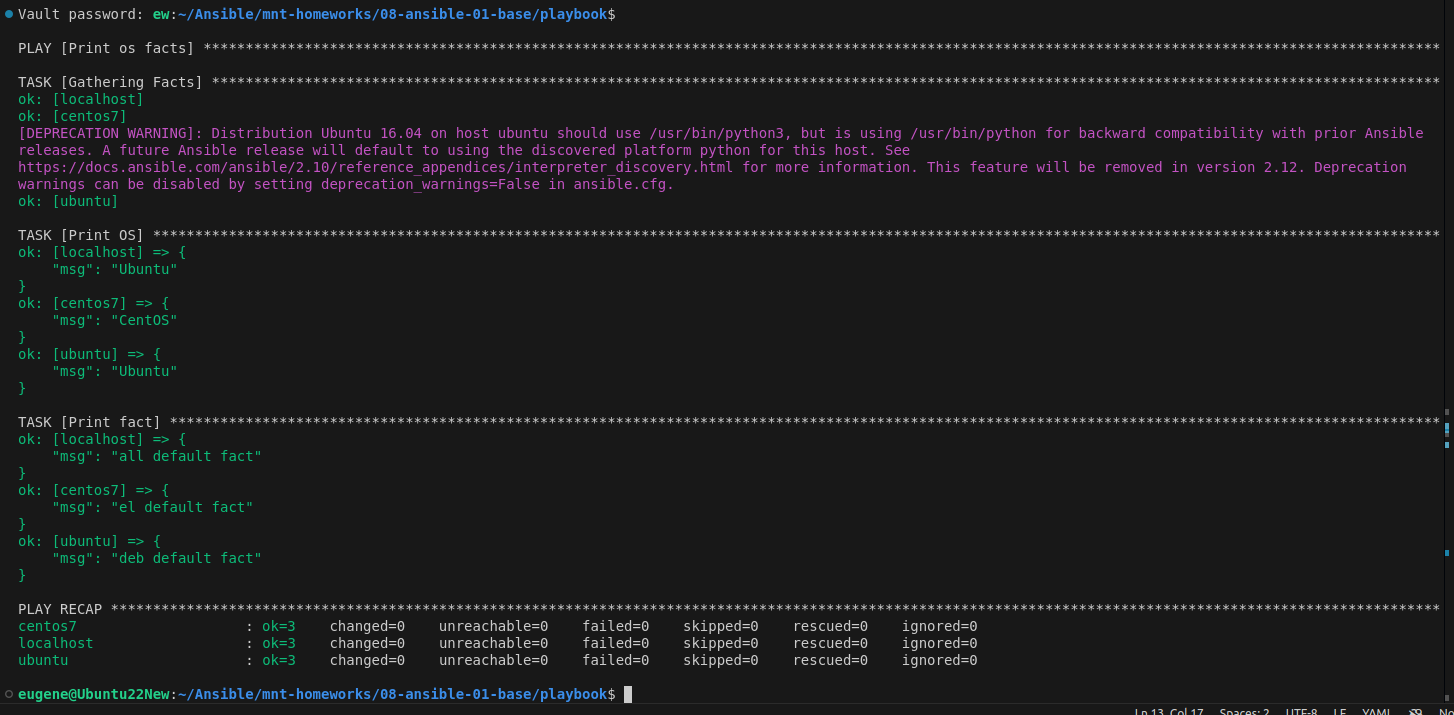 Vault password: ew:~/Ansible/mnt-homeworks/08-ansible-01-base/playbook$
PLAY [Print os facts] ****************************************************************************************************************************************************
TASK [Gathering Facts] ***************************************************************************************************************************************************
ok: [localhost]
ok: [centos7]
[DEPRECATION WARNING]: Distribution Ubuntu 16.04 on host ubuntu should use /usr/bin/python3, but is using /usr/bin/python for backward compatibility with prior Ansible
releases. A future Ansible release will default to using the discovered platform python for this host. See
https://docs.ansible.com/ansible/2.10/reference_appendices/interpreter_discovery.html for more information. This feature will be removed in version 2.12. Deprecation
warnings can be disabled by setting deprecation_warnings=False in ansible.cfg.
ok: [ubuntu]
TASK [Print OS] **********************************************************************************************************************************************************
ok: [localhost] => {
    "msg": "Ubuntu"
}
ok: [centos7] => {
    "msg": "CentOS"
}
ok: [ubuntu] => {
    "msg": "Ubuntu"
}
TASK [Print fact] ********************************************************************************************************************************************************
ok: [localhost] => {
    "msg": "all default fact"
}
ok: [centos7] => {
    "msg": "el default fact"
}
ok: [ubuntu] => {
    "msg": "deb default fact"
}
PLAY RECAP ***************************************************************************************************************************************************************
centos7                    : ok=3    changed=0    unreachable=0    failed=0    skipped=0    rescued=0    ignored=0
localhost                  : ok=3    changed=0    unreachable=0    failed=0    skipped=0    rescued=0    ignored=0
ubuntu                     : ok=3    changed=0    unreachable=0    failed=0    skipped=0    rescued=0    ignored=0
eugene@Ubuntu22New:~/Ansible/mnt-homeworks/08-ansible-01-base/playbook$
Ln 13, Col 17 Spaces: 2 UTF-8 LF YAML